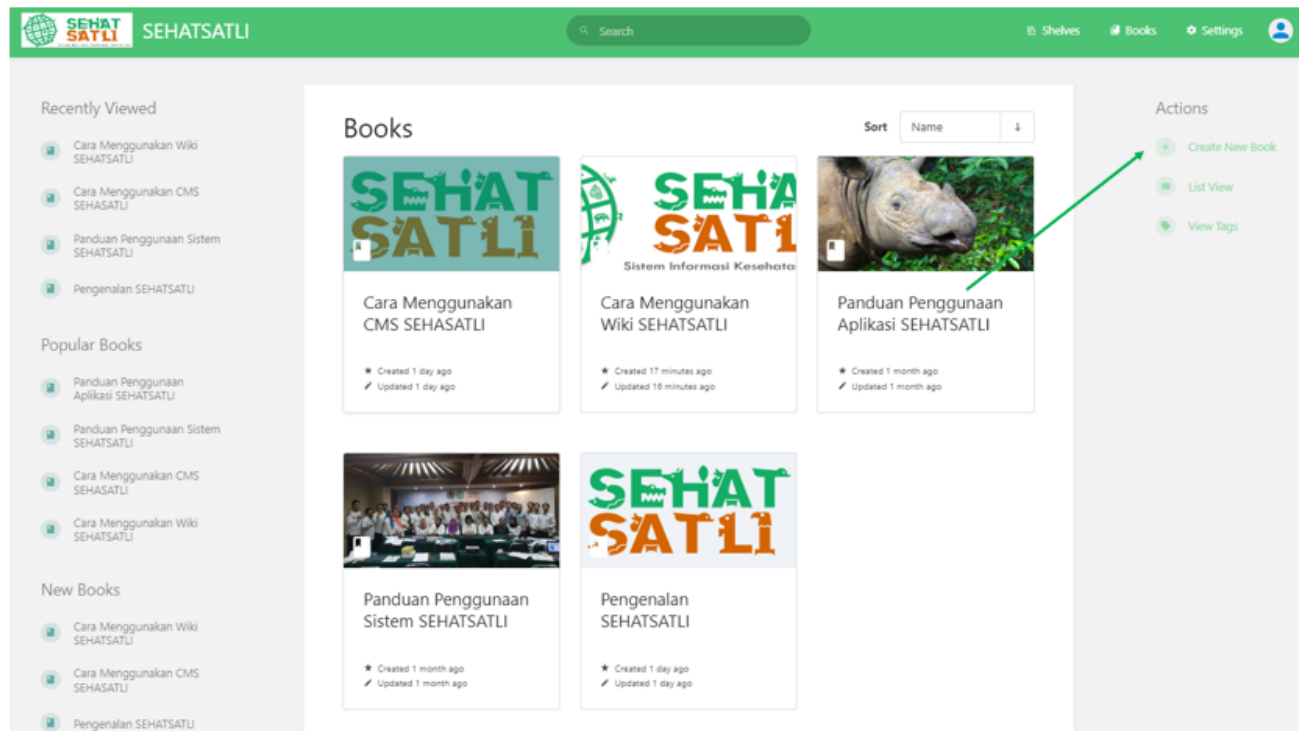 SEHAT
SATLI
SEHATSATLI
Search
Shelves
Books
Settings
Recently Viewed
Cara Menggunakan Wiki
SEHATSATLI
Cara Menggunakan CMS
SEHASATLI
Panduan Penggunaan Sistem
SEHATSATLI
Pengenalan SEHATSATLI
Popular Books
Panduan Penggunaan
Aplikasi SEHATSATLI
Panduan Penggunaan Sistem
SEHATSATLI
Cara Menggunakan CMS
SEHASATLI
Cara Menggunakan Wiki
SEHATSATLI
New Books
Cara Menggunakan Wiki
SEHATSATLI
Cara Menggunakan CMS
SEHASATLI
Pengenalan SEHATSATLI
Books
Sort
Name
SEHAT
SATLI
Cara Menggunakan
CMS SEHASATLI
Created 1 day ago
Updated 1 day ago
SEHA
SATL
Sistem Informasi Kesehata
Cara Menggunakan
Wiki SEHATSATLI
Created 17 minutes ago
Updated 16 minutes ago
Panduan Penggunaan
Aplikasi SEHATSATLI
Created 1 month ago
Updated 1 month ago
Panduan Penggunaan
Sistem SEHATSATLI
Created 1 month ago
Updated 1 month ago
SEHAT
SATLI
Pengenalan
SEHATSATLI
Created 1 day ago
Updated 1 day ago
Actions
Create New Book
List View
View Tags